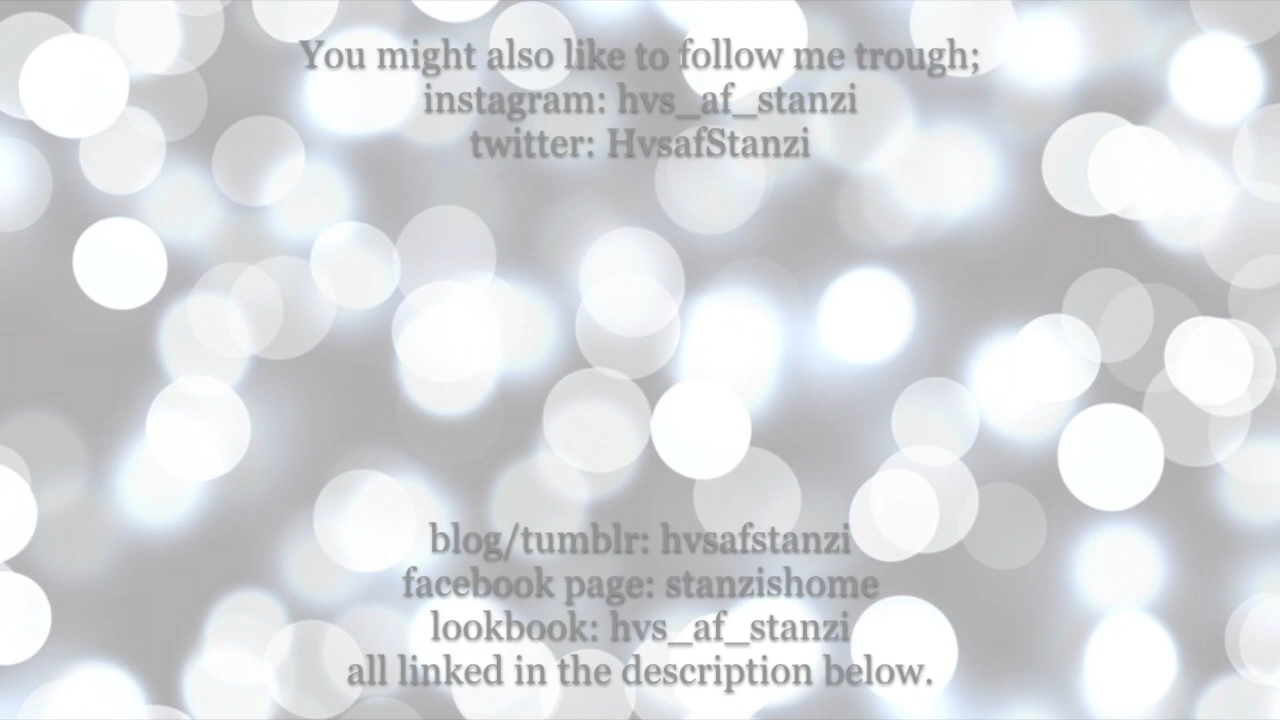 You might also like to follow me trough;
instagram: hvs_af_stanzi
twitter: HvsafStanzi
blog/tumblr: hvsafstanzi
facebook page: stanzishome
lookbook: hvs_af_stanzi
all linked in the description below.